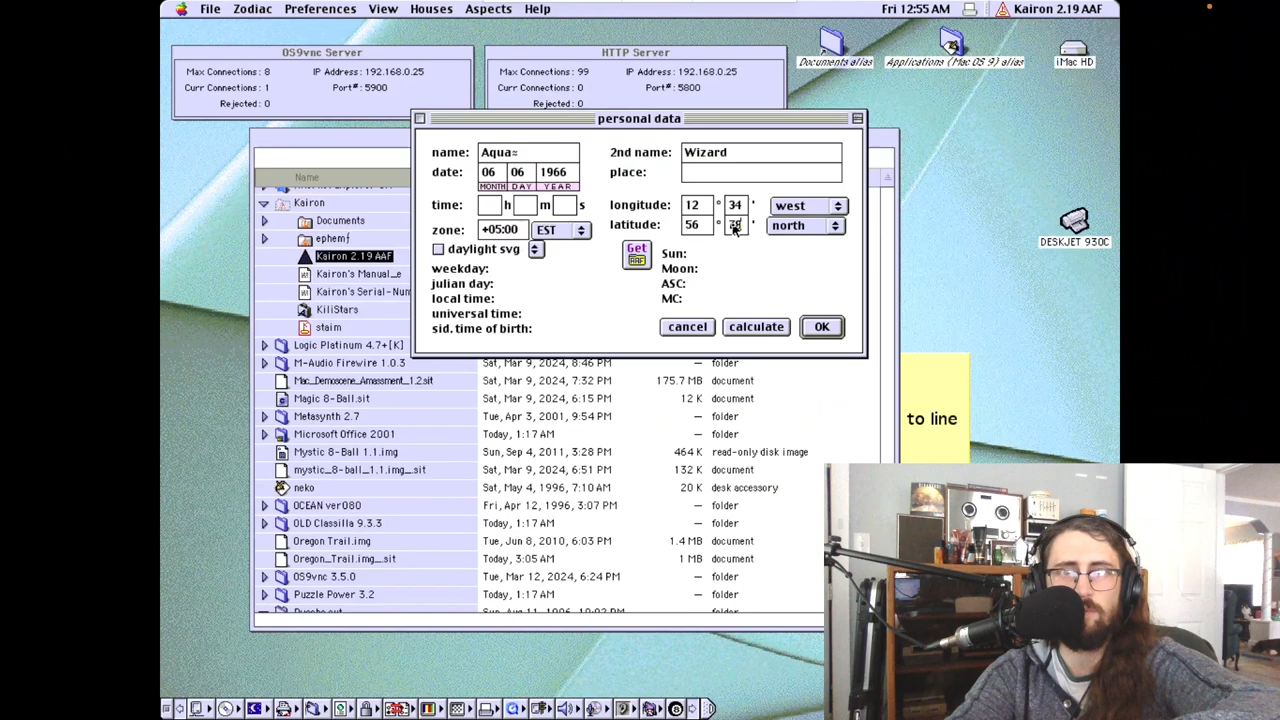 File Zodiac Preferences View Houses Aspects Help Fri 12:55 AM Kairon 2.19 AAF
OS9vnc Server
Max Connections: 8 IP Address: 192.168.0.25
Curr Connections: 1 Port#: 5900
Rejected: 0
HTTP Server
Max Connections: 99 IP Address: 192.168.0.25
Curr Connections: 0 Port#: 5800
Rejected: 0
Documents alias
Applications (Mac OS 9) alias
iMac HD
DESKJET 930C
personal data
name: Aqua≈ 2nd name: Wizard
date: 06 06 1966 place:
MONTH DAY YEAR
time: h m s longitude: 12 ° 34 ' west
zone: +05:00 EST latitude: 56 ° ' north
daylight svg
Get
AAF
weekday:
julian day:
local time:
universal time:
sid. time of birth:
Sun:
Moon:
ASC:
MC:
cancel calculate OK
Name
Kairon
Documents
ephemƒ
Kairon 2.19 AAF
Kairon's Manual_e
Kairon's Serial-Num
KiliStars
staim
Logic Platinum 4.7+[K]
M-Audio Firewire 1.0.3 Sat, Mar 9, 2024, 8:46 PM — folder
Mac_Demoscene_Amassment_1.2.sit Sat, Mar 9, 2024, 7:32 PM 175.7 MB document
Magic 8-Ball.sit Sat, Mar 9, 2024, 6:15 PM 12 K document
Metasynth 2.7 Tue, Apr 3, 2001, 9:54 PM — folder
Microsoft Office 2001 Today, 1:17 AM — folder
Mystic 8-Ball 1.1.img Sun, Sep 4, 2011, 3:28 PM 464 K read-only disk image
mystic_8-ball_1.1.img_.sit Sat, Mar 9, 2024, 6:51 PM 132 K document
neko Sat, May 4, 1996, 7:10 AM 20 K desk accessory
OCEAN ver080 Fri, Apr 12, 1996, 3:07 PM — folder
OLD Classilla 9.3.3 Today, 1:17 AM — folder
Oregon Trail.img Tue, Jun 8, 2010, 6:03 PM 1.4 MB document
Oregon_Trail.img_.sit Today, 3:05 AM 1 MB document
OS9vnc 3.5.0 Tue, Mar 12, 2024, 6:24 PM — folder
Puzzle Power 3.2 Today, 1:17 AM — folder
to line